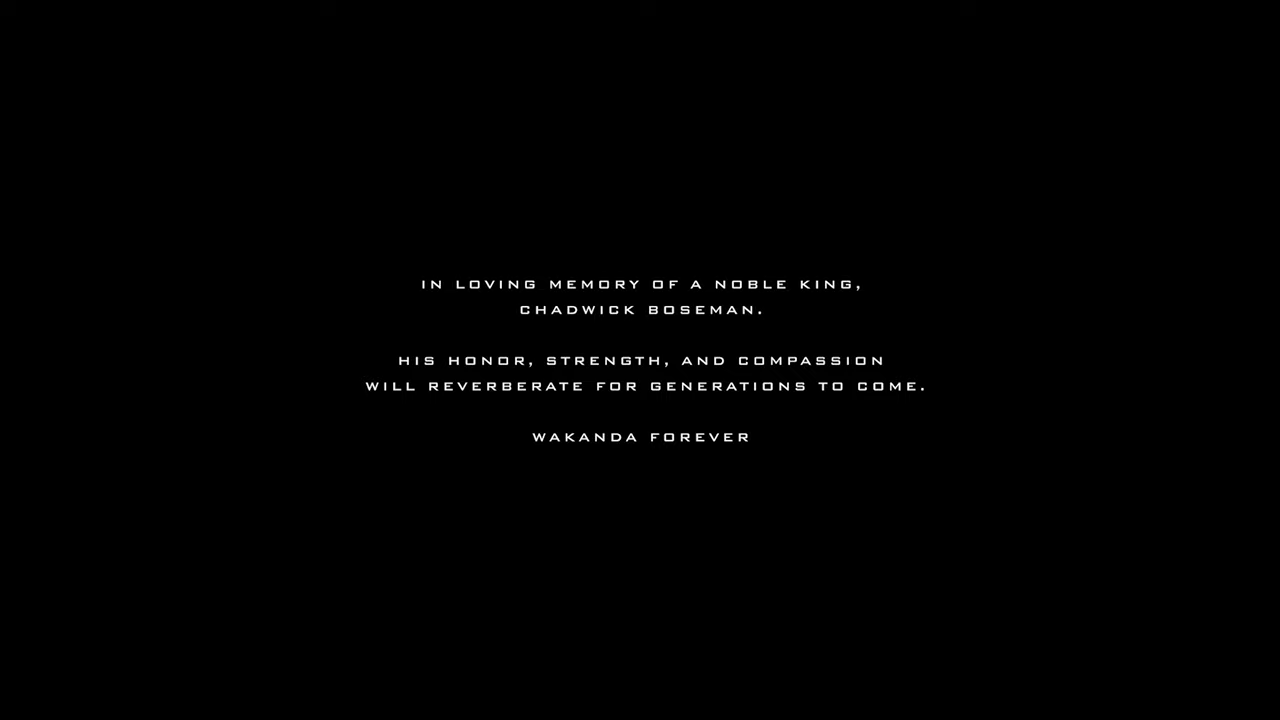 IN LOVING MEMORY OF A NOBLE KING,
CHADWICK BOSEMAN.
HIS HONOR, STRENGTH, AND COMPASSION
WILL REVERBERATE FOR GENERATIONS TO COME.
WAKANDA FOREVER